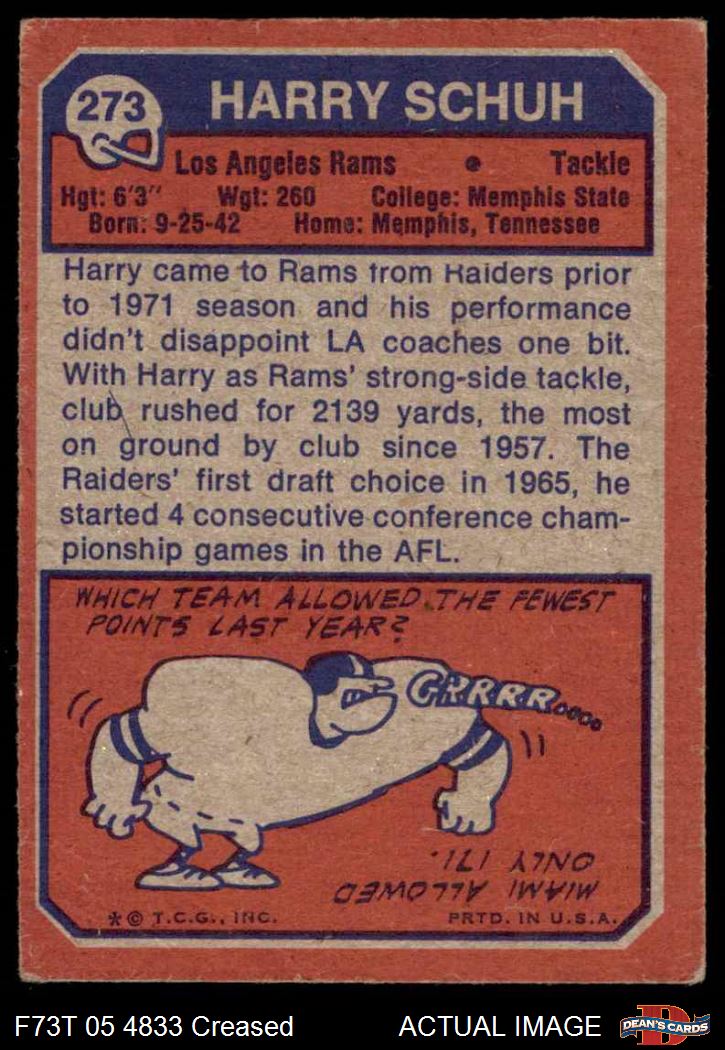 273
HARRY SCHUH
Los Angeles Rams • Tackle
Hgt: 6'3" Wgt: 260 College: Memphis State
Born: 9-25-42 Home: Memphis, Tennessee
Harry came to Rams from Raiders prior
to 1971 season and his performance
didn't disappoint LA coaches one bit.
With Harry as Rams' strong-side tackle,
club rushed for 2139 yards, the most
on ground by club since 1957. The
Raiders' first draft choice in 1965, he
started 4 consecutive conference cham-
pionship games in the AFL.
WHICH TEAM ALLOWED THE FEWEST
POINTS LAST YEAR?
GRRRR....
MIAMI ALLOWED
ONLY 171.
* © T.C.G., INC. PRTD. IN U.S.A.
F73T 05 4833 Creased ACTUAL IMAGE
D
DEAN'S CARDS